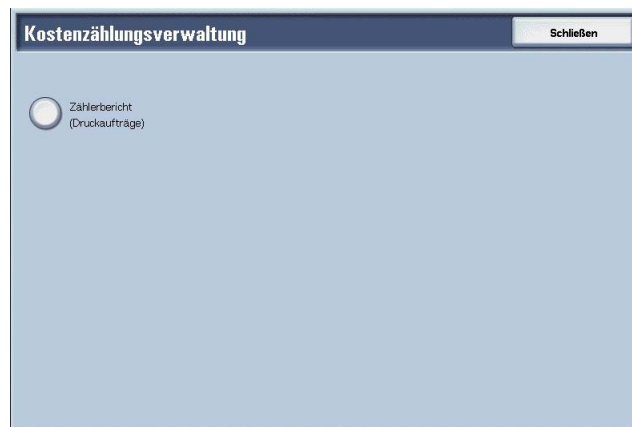 Kostenzählungsverwaltung
Schließen
Zählerbericht
(Druckaufträge)